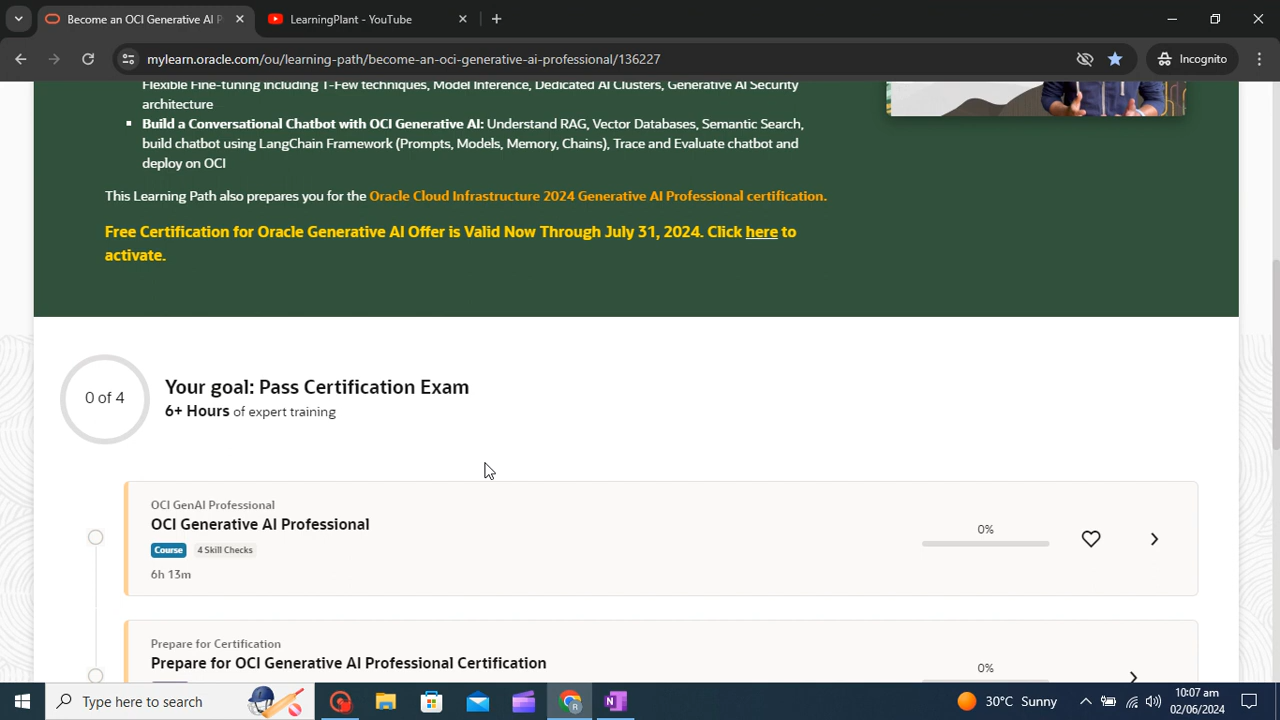 Become an OCI Generative AI P
LearningPlant - YouTube
mylearn.oracle.com/ou/learning-path/become-an-oci-generative-ai-professional/136227
Incognito
Flexible Fine-tuning including T-Few techniques, Model Inference, Dedicated AI Clusters, Generative AI Security
architecture
Build a Conversational Chatbot with OCI Generative AI: Understand RAG, Vector Databases, Semantic Search,
build chatbot using LangChain Framework (Prompts, Models, Memory, Chains), Trace and Evaluate chatbot and
deploy on OCI
This Learning Path also prepares you for the Oracle Cloud Infrastructure 2024 Generative AI Professional certification.
Free Certification for Oracle Generative AI Offer is Valid Now Through July 31, 2024. Click here to
activate.
0 of 4
Your goal: Pass Certification Exam
6+ Hours of expert training
OCI GenAI Professional
OCI Generative AI Professional
Course 4 Skill Checks
6h 13m
0%
Prepare for Certification
Prepare for OCI Generative AI Professional Certification
0%
Type here to search
30°C Sunny
10:07 am
02/06/2024